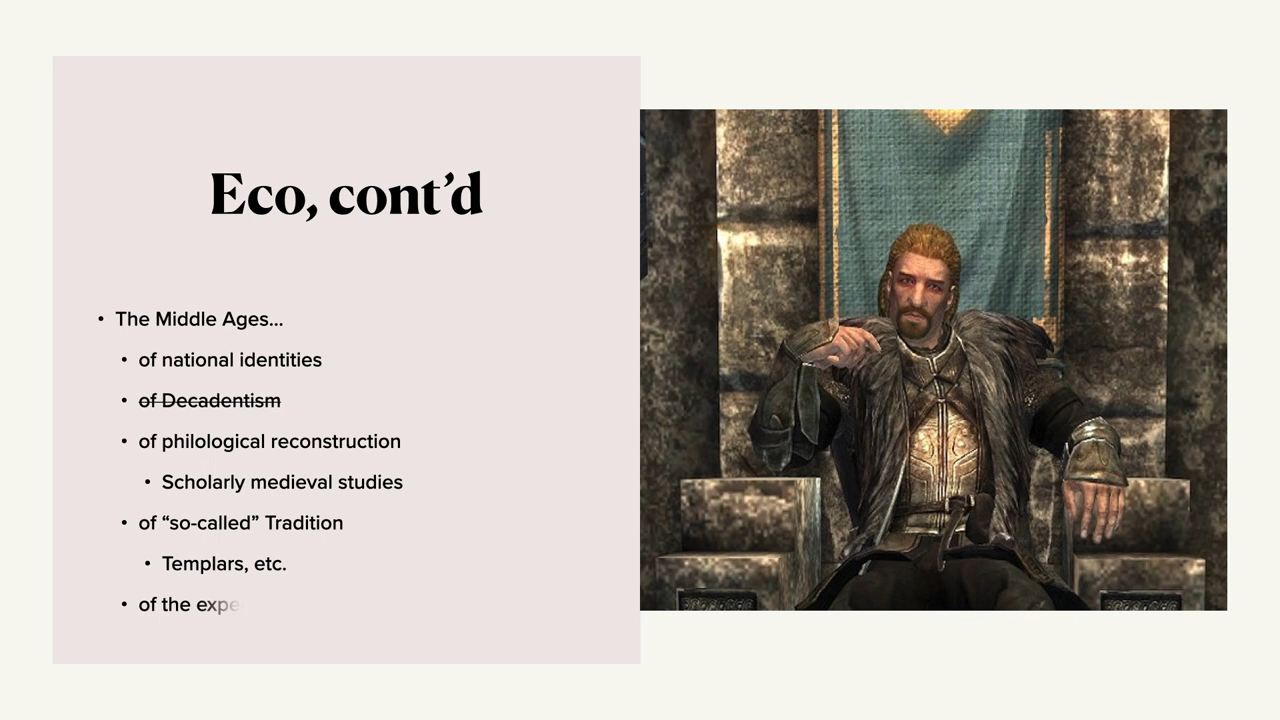 Eco, cont’d
• The Middle Ages…
• of national identities
• of Decadentism
• of philological reconstruction
• Scholarly medieval studies
• of “so-called” Tradition
• Templars, etc.
• of the